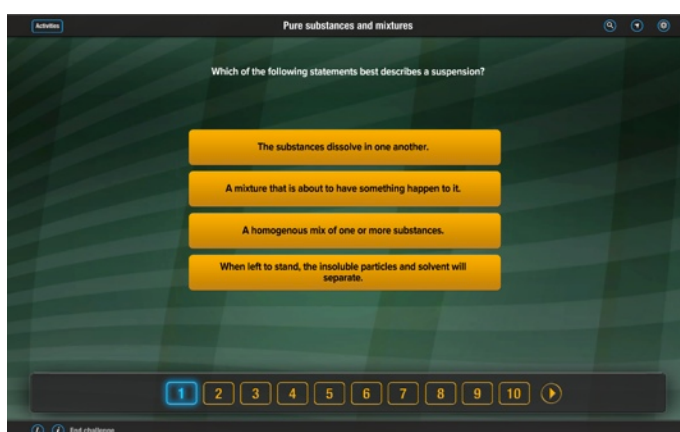 Activities
Pure substances and mixtures
Which of the following statements best describes a suspension?
The substances dissolve in one another.
A mixture that is about to have something happen to it.
A homogenous mix of one or more substances.
When left to stand, the insoluble particles and solvent will
separate.
1 2 3 4 5 6 7 8 9 10
End challenge